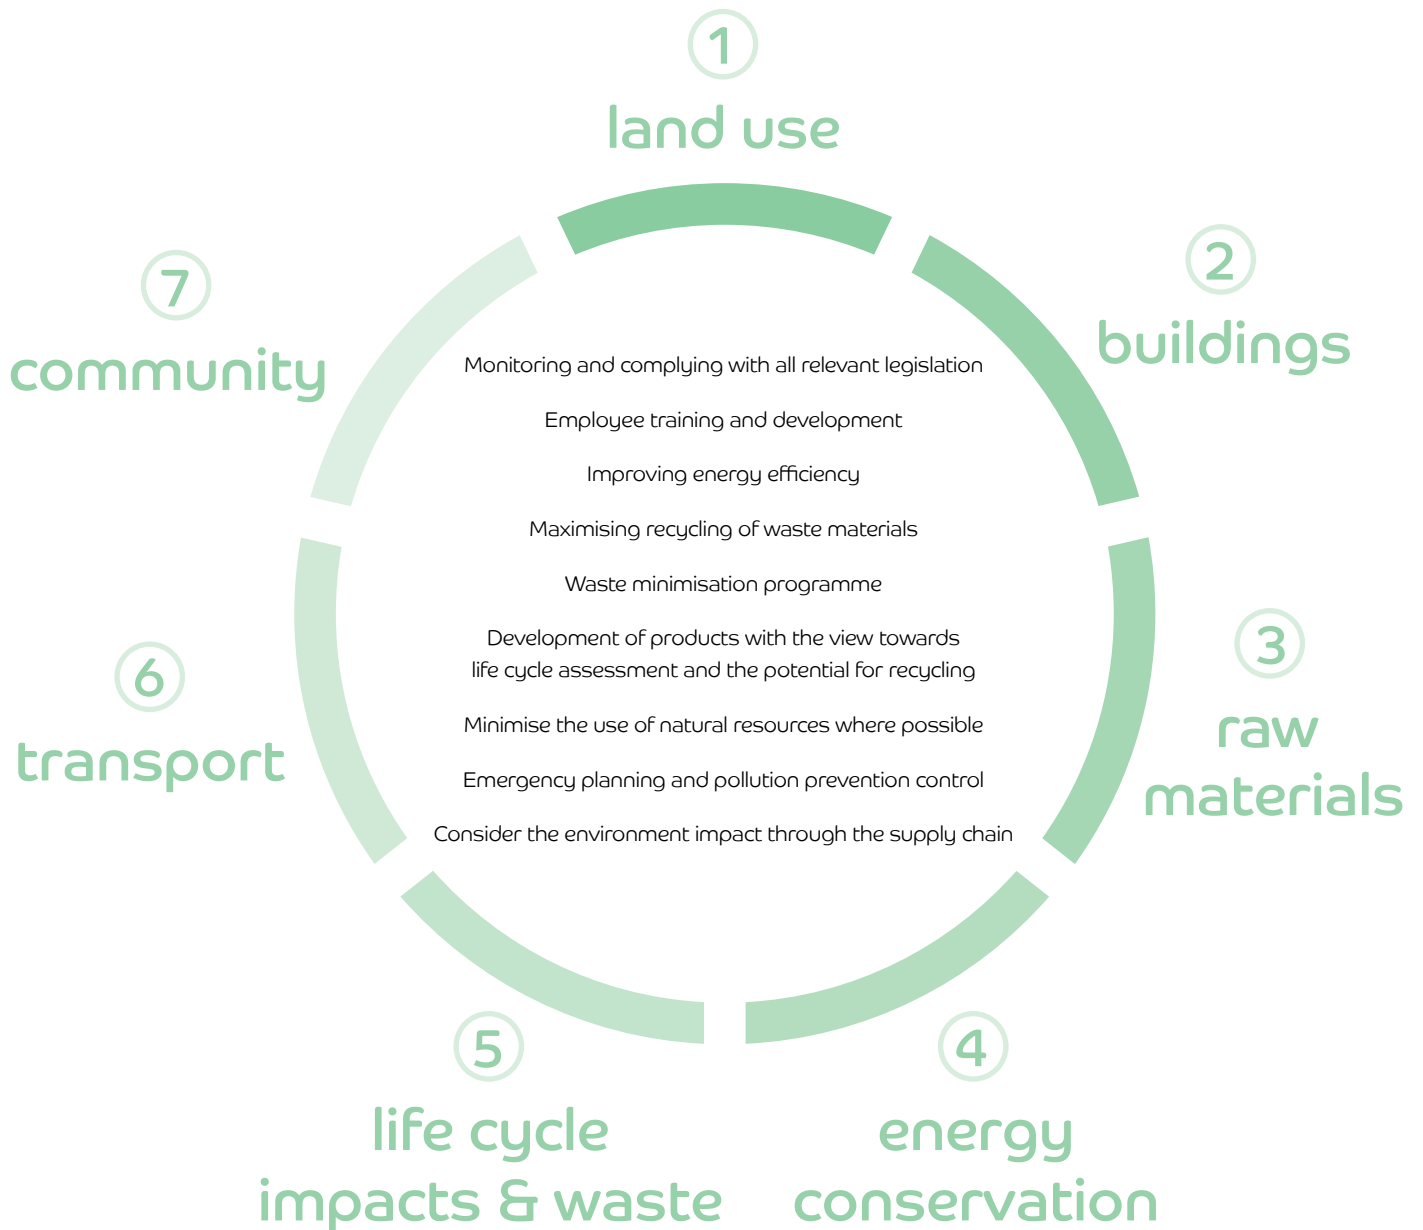 1
land use
2
buildings
3
raw
materials
4
energy
conservation
5
life cycle
impacts & waste
6
transport
7
community
Monitoring and complying with all relevant legislation
Employee training and development
Improving energy efficiency
Maximising recycling of waste materials
Waste minimisation programme
Development of products with the view towards
life cycle assessment and the potential for recycling
Minimise the use of natural resources where possible
Emergency planning and pollution prevention control
Consider the environment impact through the supply chain